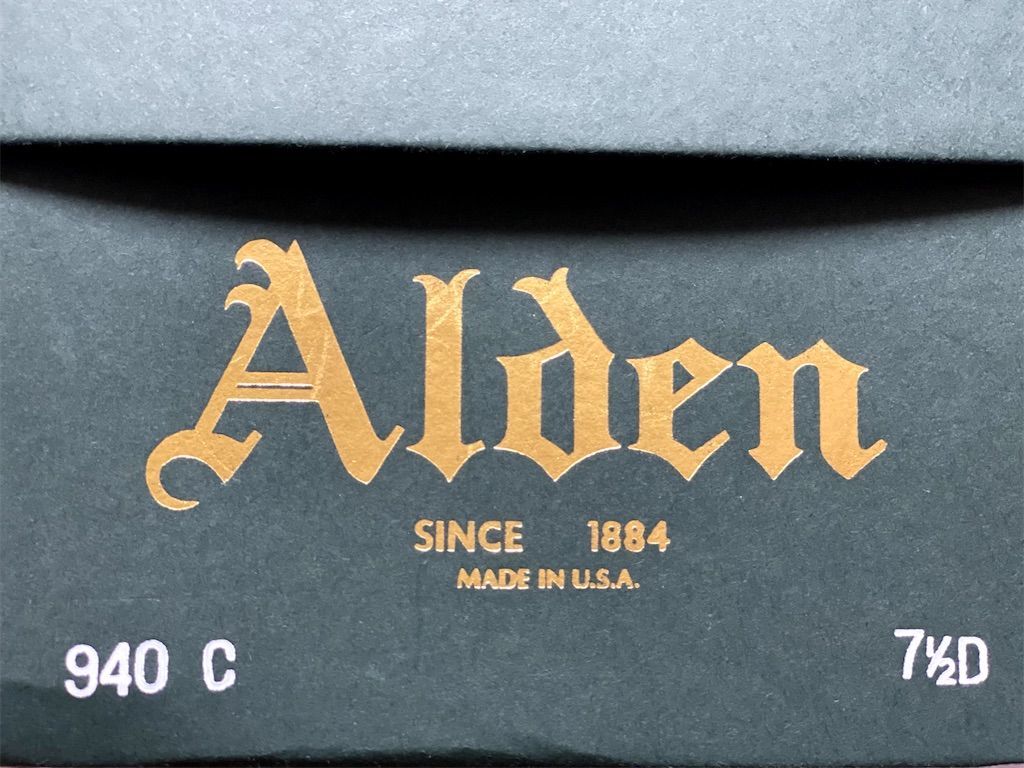 Alden
SINCE 1884
MADE IN U.S.A.
940 C 7½D